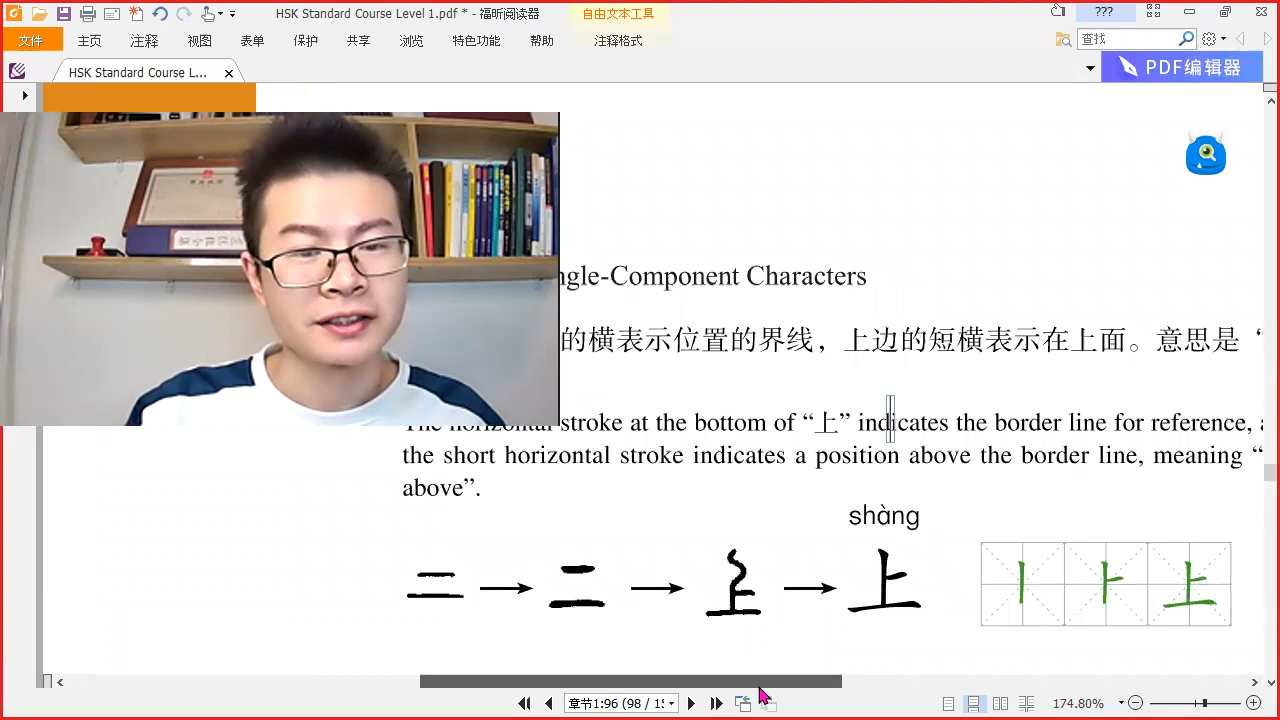 HSK Standard Course Level 1.pdf * - 福昕阅读器
自由文本工具
???
文件 主页 注释 视图 表单 保护 共享 浏览 特色功能 帮助 注释格式
查找
HSK Standard Course L...
PDF编辑器
ngle-Component Characters
的横表示位置的界线，上边的短横表示在上面。意思是“
The horizontal stroke at the bottom of “上” indicates the border line for reference, a
the short horizontal stroke indicates a position above the border line, meaning “
above”.
shàng
二 → 二 → 上 → 上
章节1:96 (98 / 15
174.80%